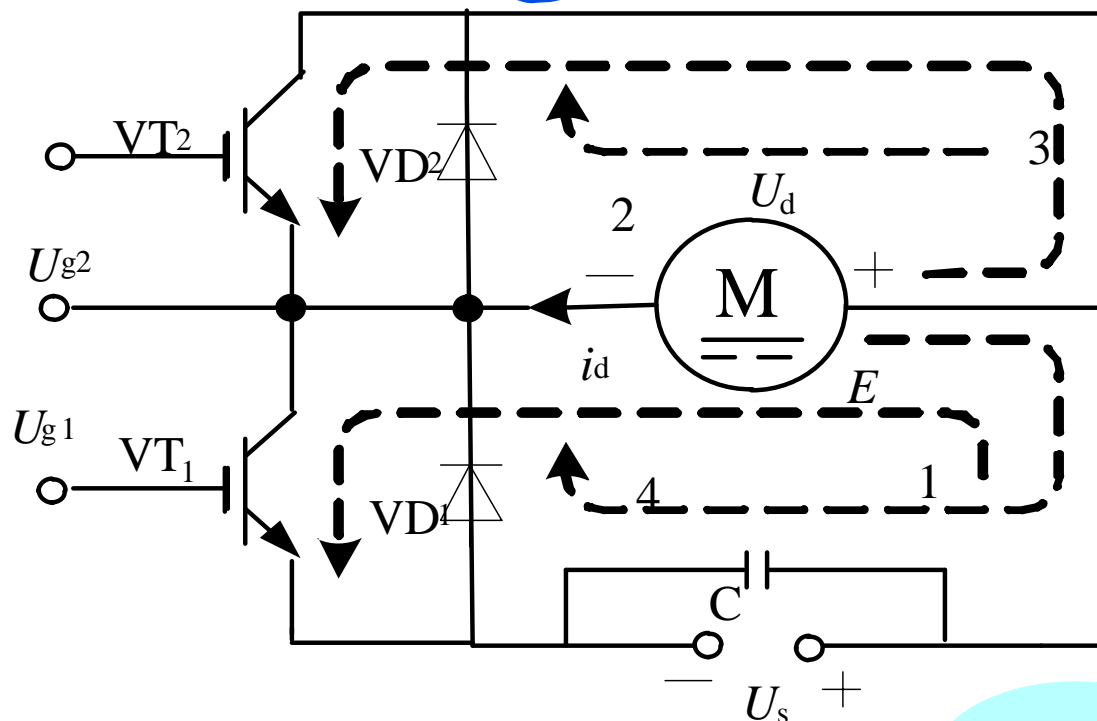 VT2
VD2
3
Ud
2
Ug2
— M +
id
E
Ug1
VT1
VD1
4
1
C
— Us +